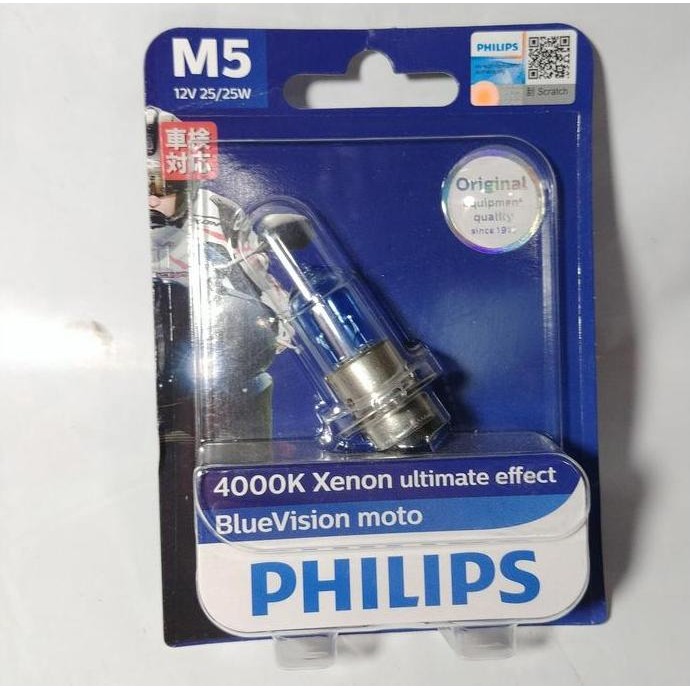 M5
12V 25/25W
PHILIPS
Scratch
車検
対応
Original
equipment
quality
4000K Xenon ultimate effect
BlueVision moto
PHILIPS